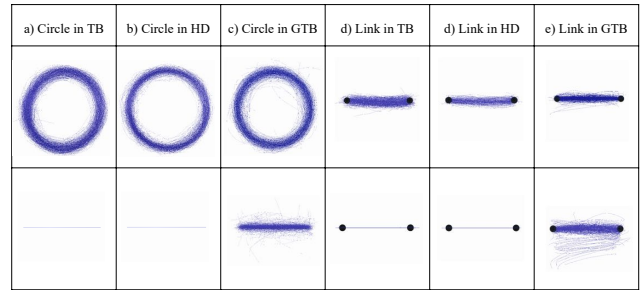 a) Circle in TB
b) Circle in HD
c) Circle in GTB
d) Link in TB
d) Link in HD
e) Link in GTB